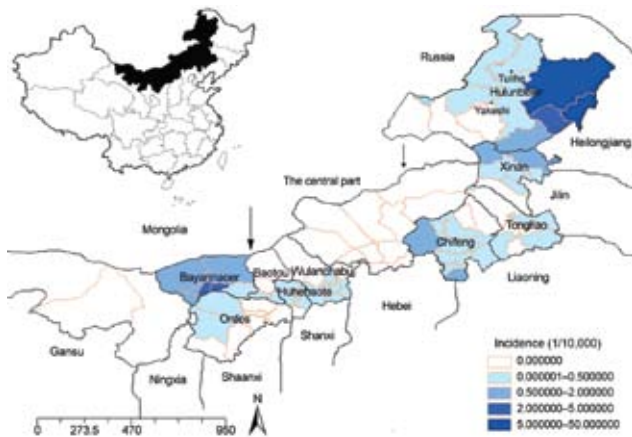 Russia
Tulihe
Hulunbeier
Yakeshi
Heilongjiang
Xinan
The central part
Jilin
Mongolia
Tongliao
Chifeng
Bayannaoer
Baotou
Wulanchabu
Huhehaote
Liaoning
Ordos
Hebei
Shanxi
Gansu
Ningxia
Shaanxi
N
0 273.5 470 950
Incidence (1/10,000)
0.000000
0.000001–0.500000
0.500000–2.000000
2.000000–5.000000
5.000000–50.000000